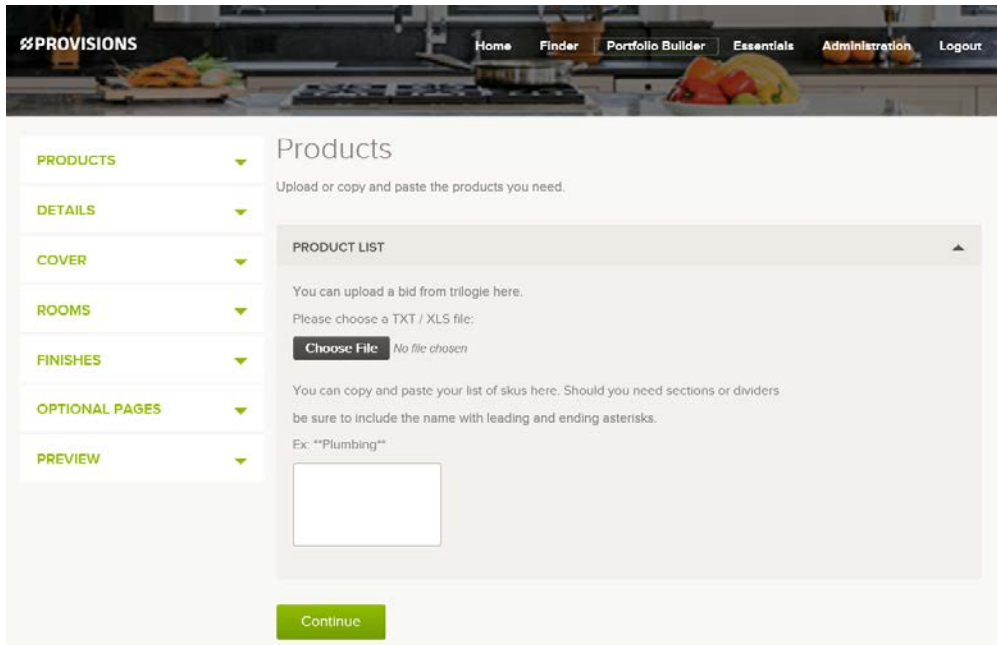 PROVISIONS
Home Finder Portfolio Builder Essentials Administration Logout
PRODUCTS
DETAILS
COVER
ROOMS
FINISHES
OPTIONAL PAGES
PREVIEW
Products
Upload or copy and paste the products you need.
PRODUCT LIST
You can upload a bid from trilogie here.
Please choose a TXT / XLS file:
Choose File No file chosen
You can copy and paste your list of skus here. Should you need sections or dividers
be sure to include the name with leading and ending asterisks.
Ex: **Plumbing**
Continue